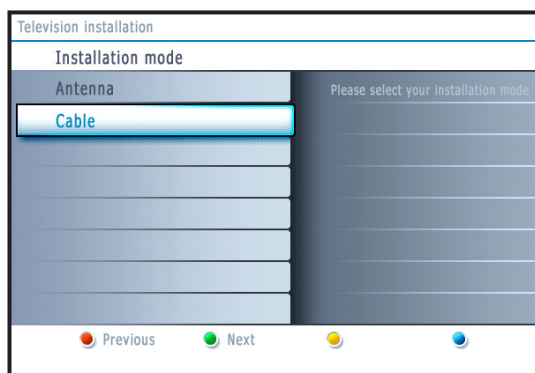 Television installation
Installation mode
Antenna
Please select your installation mode
Cable
Previous
Next